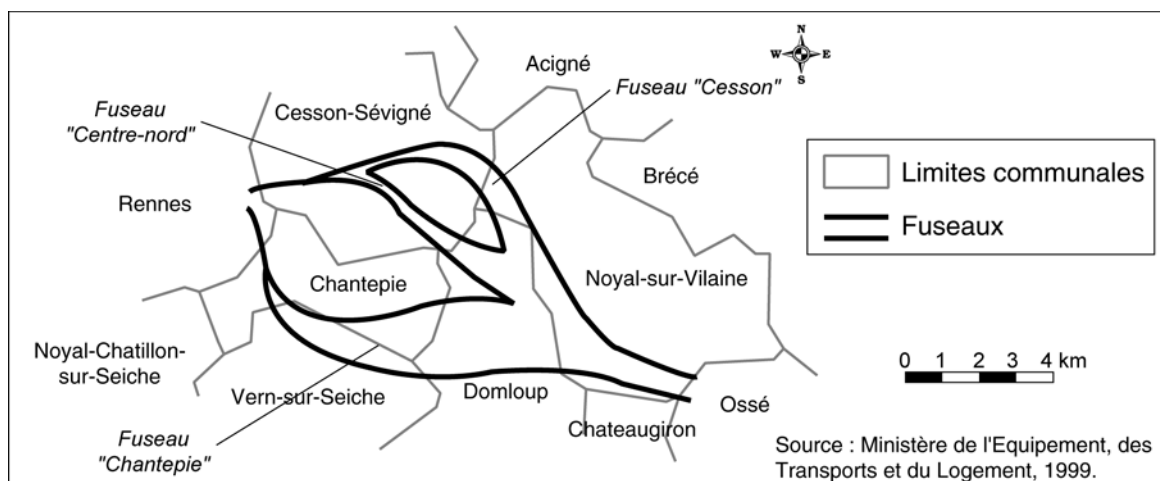 N
W E
S
Acigné
Fuseau "Cesson"
Fuseau
"Centre-nord"
Cesson-Sévigné
Brécé
Limites communales
Fuseaux
Rennes
Chantepie
Noyal-sur-Vilaine
Noyal-Chatillon-
sur-Seiche
Vern-sur-Seiche
Domloup
Ossé
Chateaugiron
Fuseau
"Chantepie"
0 1 2 3 4 km
Source : Ministère de l'Equipement, des
Transports et du Logement, 1999.